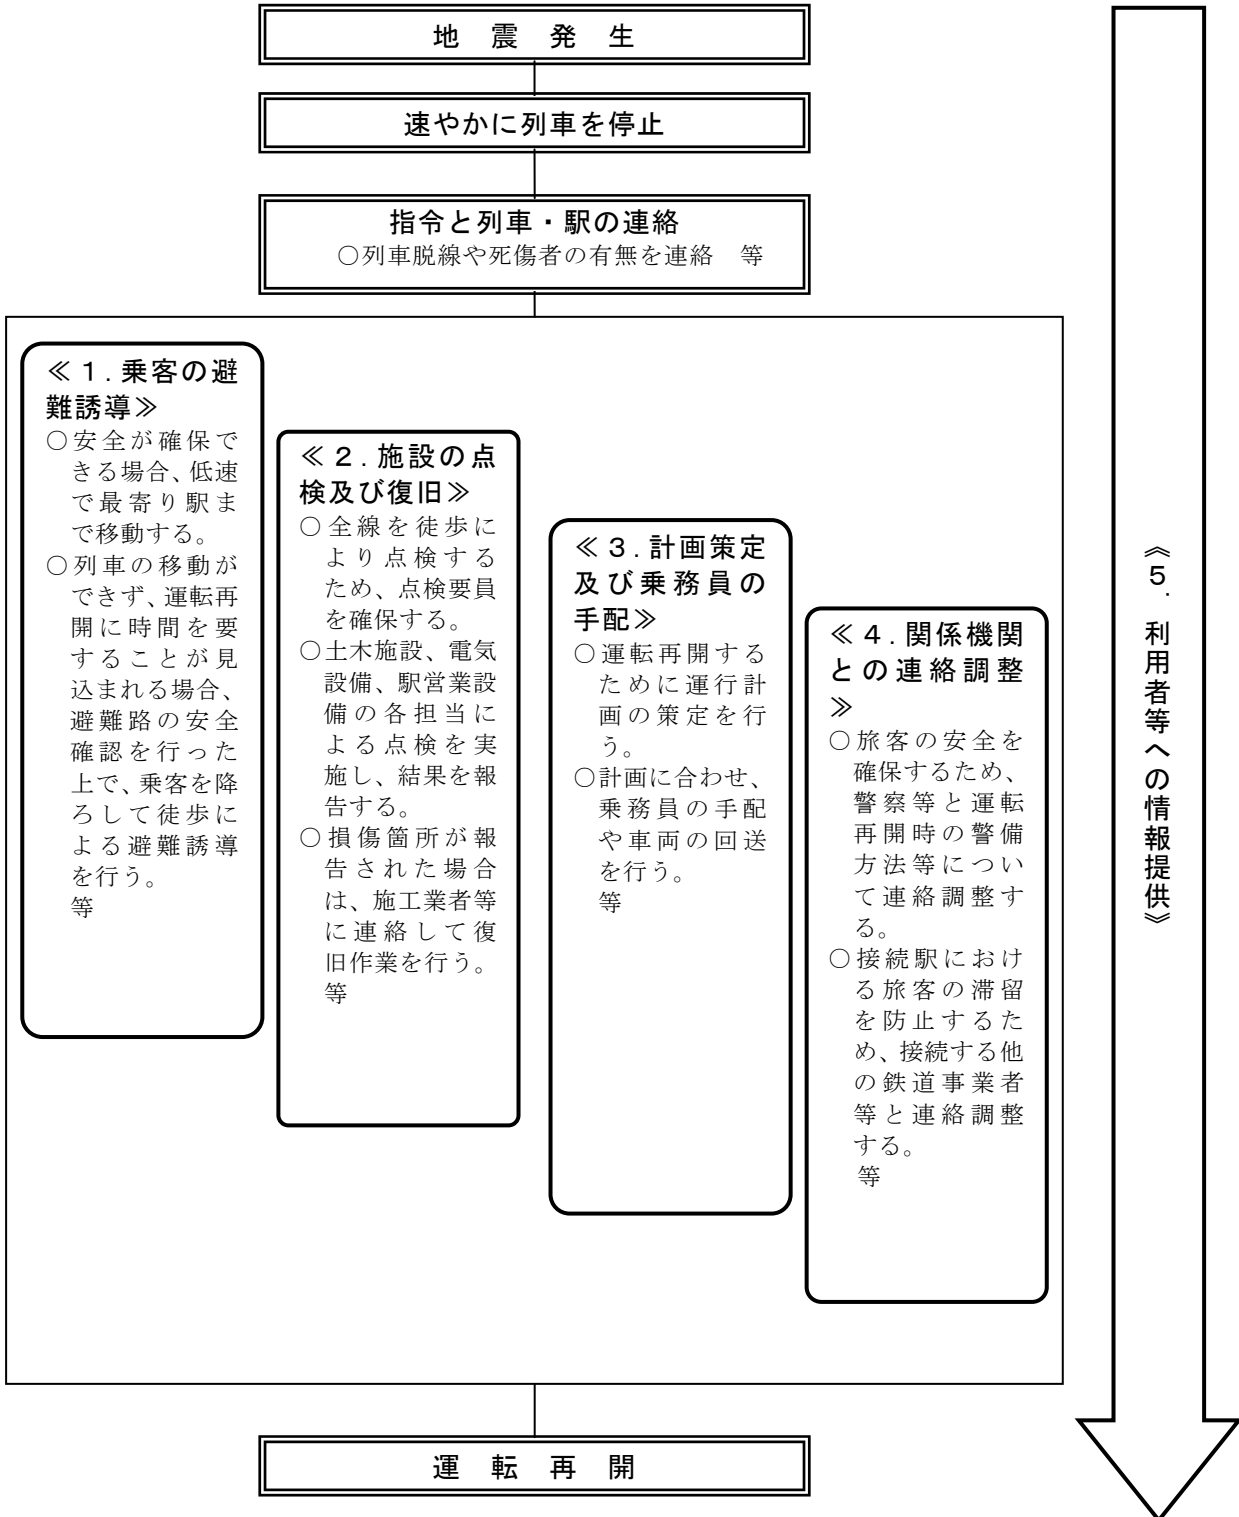 地　震　発　生
速やかに列車を停止
指令と列車・駅の連絡
○列車脱線や死傷者の有無を連絡　等
≪１.乗客の避
難誘導≫
○安全が確保で
きる場合、低速
で最寄り駅ま
で移動する。
○列車の移動が
できず、運転再
開に時間を要
することが見
込まれる場合、
避難路の安全
確認を行った
上で、乗客を降
ろして徒歩に
よる避難誘導
を行う。
等
≪２.施設の点
検及び復旧≫
○全線を徒歩に
より点検する
ため、点検要員
を確保する。
○土木施設、電気
設備、駅営業設
備の各担当に
よる点検を実
施し、結果を報
告する。
○損傷箇所が報
告された場合
は、施工業者等
に連絡して復
旧作業を行う。
等
≪３.計画策定
及び乗務員の
手配≫
○運転再開する
ために運行計
画の策定を行
う。
○計画に合わせ、
乗務員の手配
や車両の回送
を行う。
等
≪４.関係機関
との連絡調整
≫
○旅客の安全を
確保するため、
警察等と運転
再開時の警備
方法等につい
て連絡調整す
る。
○接続駅におけ
る旅客の滞留
を防止するた
め、接続する他
の鉄道事業者
等と連絡調整
する。
等
≪５.利用者等への情報提供≫
運　転　再　開